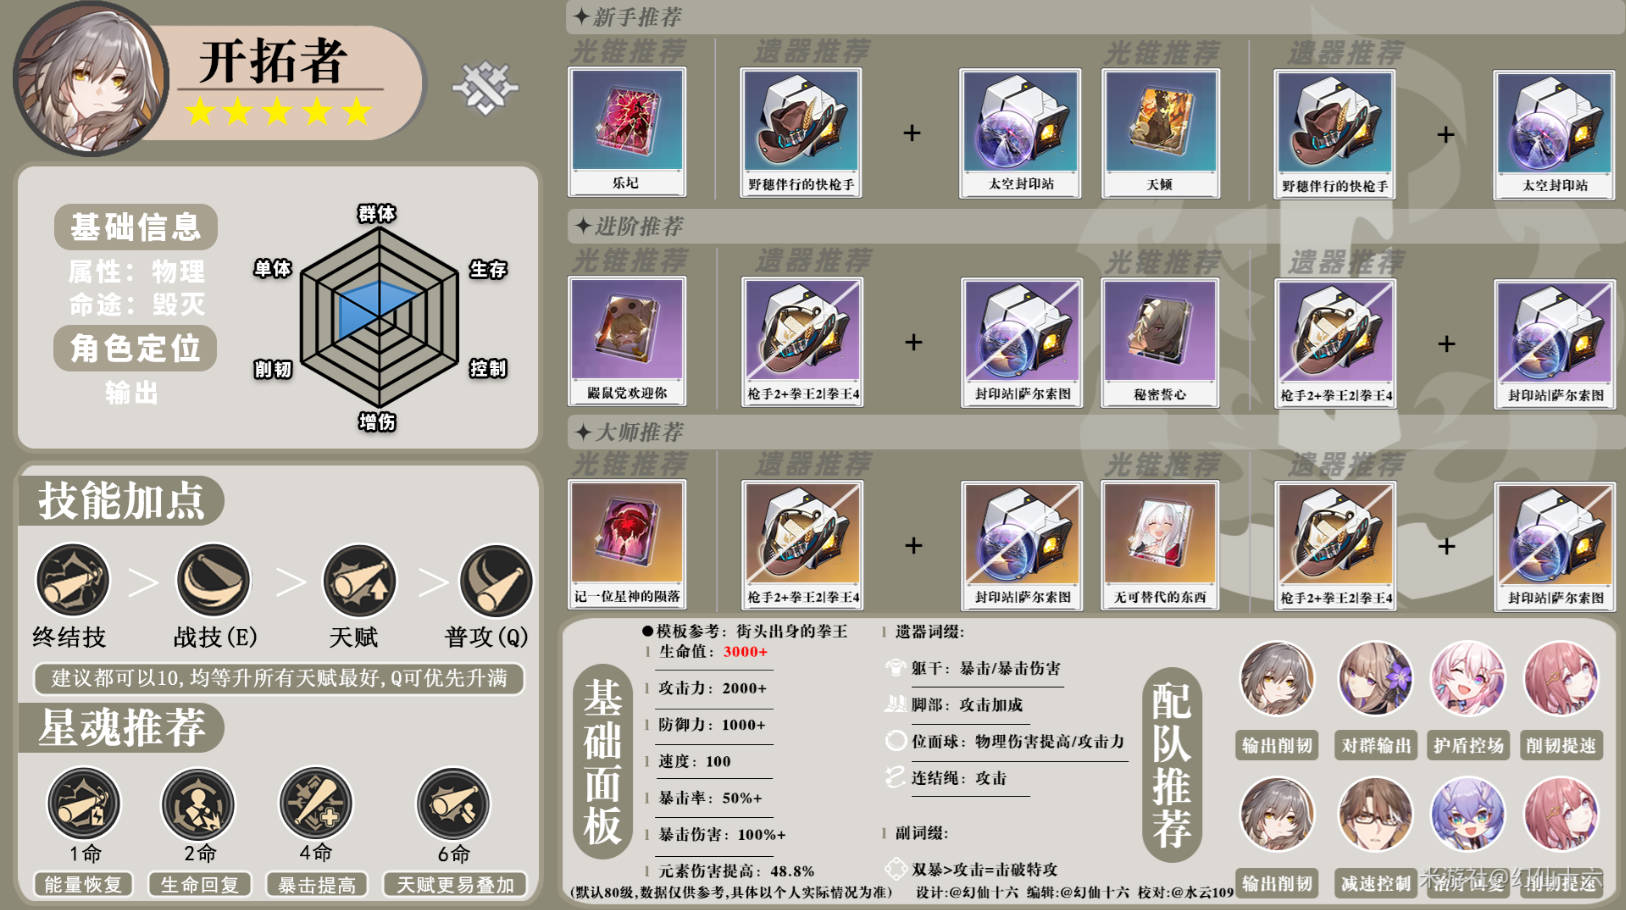 开拓者
基础信息
属性：物理
命途：毁灭
角色定位
输出
群体
单体
生存
削韧
控制
增伤
技能加点
终结技
战技(E)
天赋
普攻(Q)
建议都可以10,均等升所有天赋最好,Q可优先升满
星魂推荐
1命
2命
4命
6命
能量恢复
生命回复
暴击提高
天赋更易叠加
新手推荐
光锥推荐
遗器推荐
光锥推荐
遗器推荐
乐圮
野穗伴行的快枪手
+
太空封印站
天倾
野穗伴行的快枪手
+
太空封印站
进阶推荐
光锥推荐
遗器推荐
光锥推荐
遗器推荐
鼹鼠党欢迎你
枪手2+拳王2|拳王4
+
封印站|萨尔索图
秘密誓心
枪手2+拳王2|拳王4
+
封印站|萨尔索图
大师推荐
光锥推荐
遗器推荐
光锥推荐
遗器推荐
记一位星神的陨落
枪手2+拳王2|拳王4
+
封印站|萨尔索图
无可替代的东西
枪手2+拳王2|拳王4
+
封印站|萨尔索图
基础面板
●模板参考：街头出身的拳王
生命值：3000+
攻击力：2000+
防御力：1000+
速度：100
暴击率：50%+
暴击伤害：100%+
元素伤害提高：48.8%
(默认80级,数据仅供参考,具体以个人实际情况为准)
遗器词缀:
躯干：暴击/暴击伤害
脚部：攻击加成
位面球：物理伤害提高/攻击力
连结绳：攻击
副词缀:
双暴>攻击=击破特攻
设计:@幻仙十六 编辑:@幻仙十六 校对:@水云109
配队推荐
输出削韧
对群输出
护盾控场
削韧提速
输出削韧
减速控制
治疗回复
削韧提速
米游社@幻仙十六